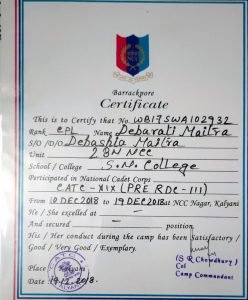 Barrackpore
Certificate
This is to Certify that No. WB17SWA102932
Rank CPL Name Debarati Maitra
S/O /D/O Debashis Maitra
Unit 2 BN NCC
School / College S.N. College
Participated in National Cadet Corps
CATC-XIX (PRE RDC-III)
From 10 DEC 2018 to 19 DEC 2018 at NCC Nagar, Kalyani
He / She excelled at —
And secured — position.
His / Her conduct during the camp has been Satisfactory /
Good / Very Good / Exemplary.
(S R Chowdhury)
Place Kalyani
Col
Date 19.12.2018.
Camp Commandant